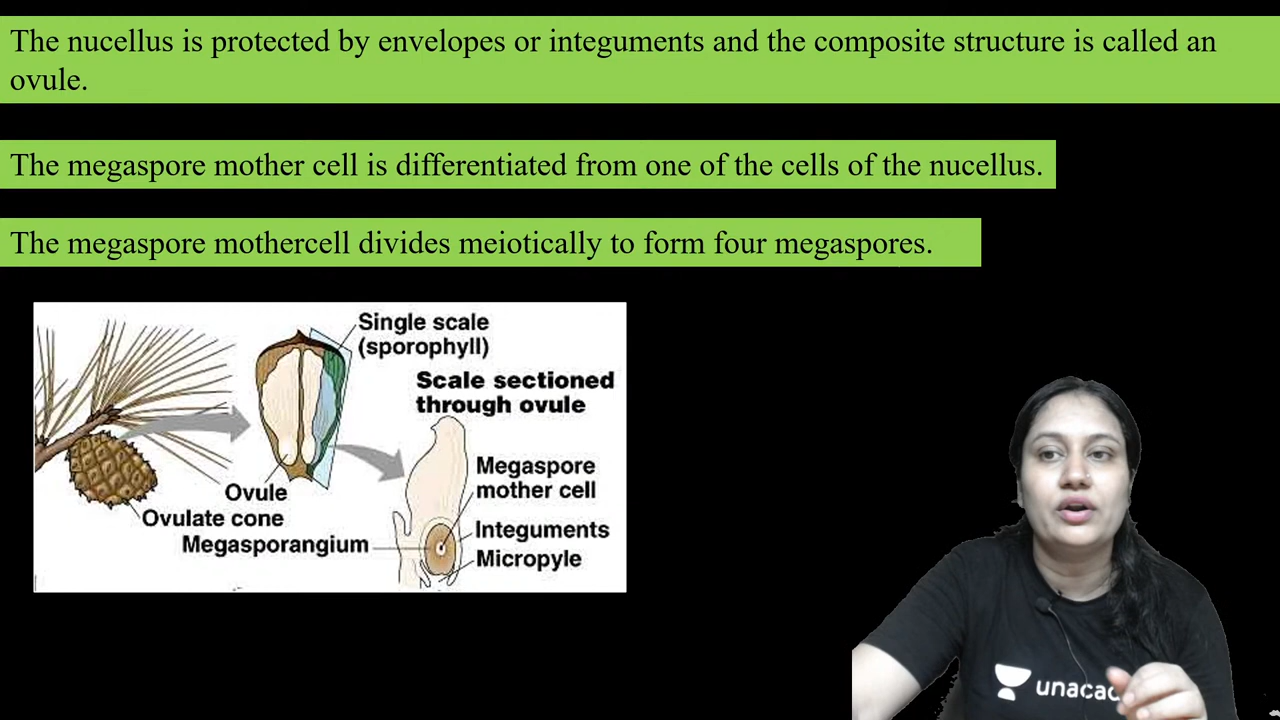 The nucellus is protected by envelopes or integuments and the composite structure is called an
ovule.
The megaspore mother cell is differentiated from one of the cells of the nucellus.
The megaspore mothercell divides meiotically to form four megaspores.
Single scale
(sporophyll)
Scale sectioned
through ovule
Megaspore
mother cell
Ovule
Ovulate cone
Integuments
Megasporangium
Micropyle
unacad